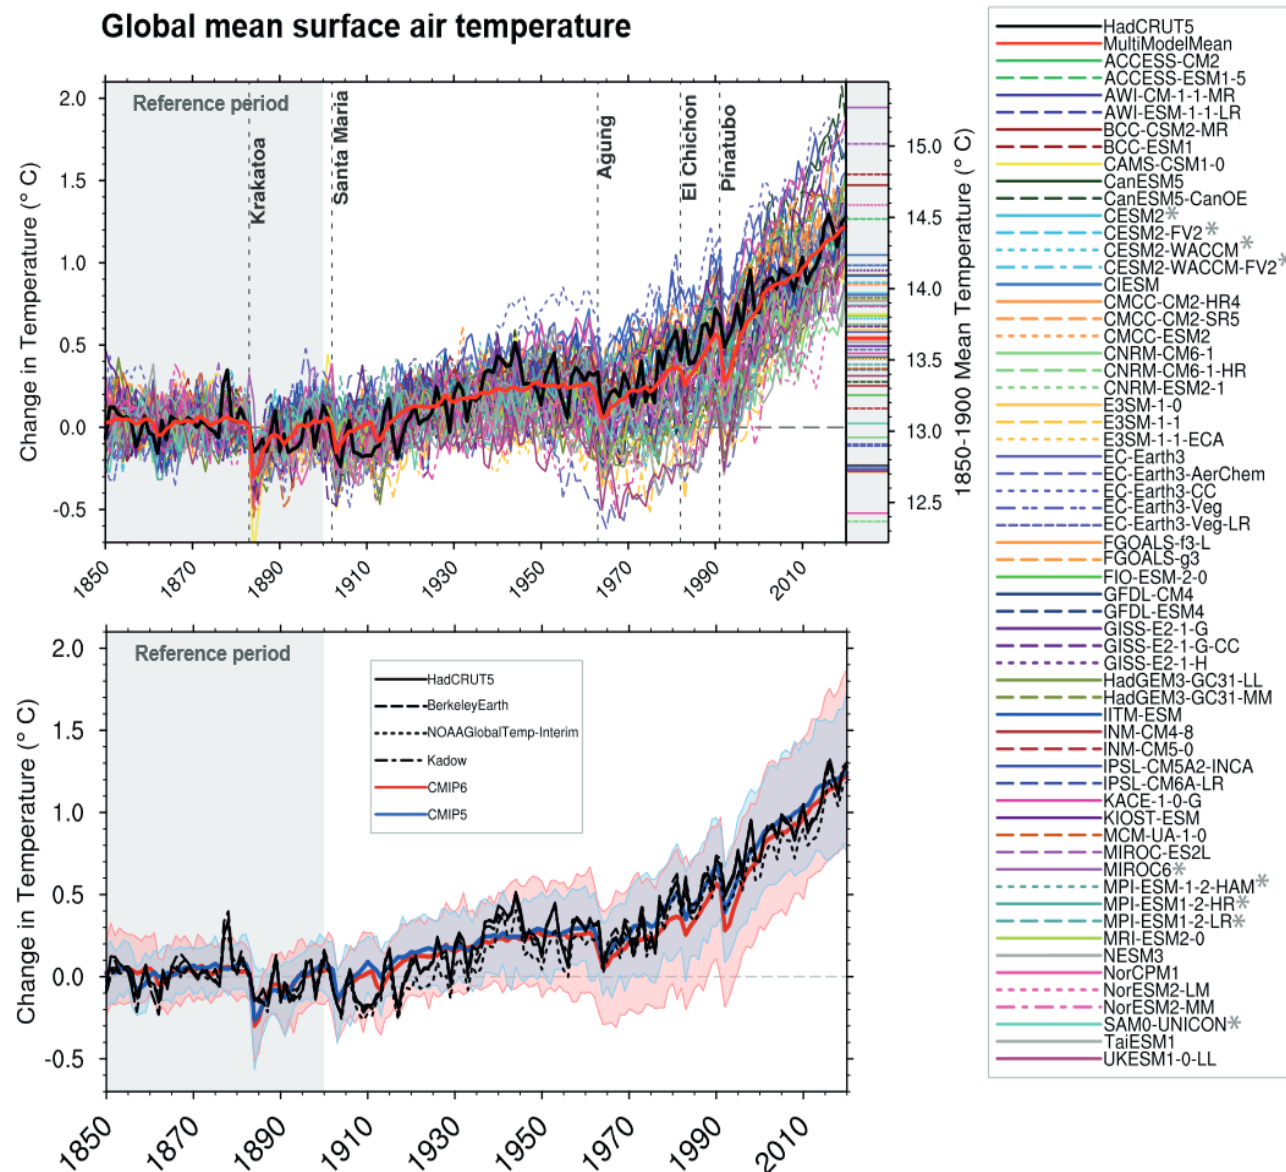 Global mean surface air temperature
Change in Temperature (° C)
2.0
1.5
1.0
0.5
0.0
-0.5
Reference period
Krakatoa
Santa Maria
Agung
El Chichon
Pinatubo
1850
1870
1890
1910
1930
1950
1970
1990
2010
15.0
14.5
14.0
13.5
13.0
12.5
1850-1900 Mean Temperature (° C)
Change in Temperature (° C)
2.0
1.5
1.0
0.5
0.0
-0.5
Reference period
HadCRUT5
BerkeleyEarth
NOAAGlobalTemp-Interim
Kadow
CMIP6
CMIP5
1850
1870
1890
1910
1930
1950
1970
1990
2010
HadCRUT5
MultiModelMean
ACCESS-CM2
ACCESS-ESM1-5
AWI-CM-1-1-MR
AWI-ESM-1-1-LR
BCC-CSM2-MR
BCC-ESM1
CAMS-CSM1-0
CanESM5
CanESM5-CanOE
CESM2*
CESM2-FV2*
CESM2-WACCM*
CESM2-WACCM-FV2*
CIESM
CMCC-CM2-HR4
CMCC-CM2-SR5
CMCC-ESM2
CNRM-CM6-1
CNRM-CM6-1-HR
CNRM-ESM2-1
E3SM-1-0
E3SM-1-1
E3SM-1-1-ECA
EC-Earth3
EC-Earth3-AerChem
EC-Earth3-CC
EC-Earth3-Veg
EC-Earth3-Veg-LR
FGOALS-f3-L
FGOALS-g3
FIO-ESM-2-0
GFDL-CM4
GFDL-ESM4
GISS-E2-1-G
GISS-E2-1-G-CC
GISS-E2-1-H
HadGEM3-GC31-LL
HadGEM3-GC31-MM
IITM-ESM
INM-CM4-8
INM-CM5-0
IPSL-CM5A2-INCA
IPSL-CM6A-LR
KACE-1-0-G
KIOST-ESM
MCM-UA-1-0
MIROC-ES2L
MIROC6*
MPI-ESM-1-2-HAM*
MPI-ESM1-2-HR*
MPI-ESM1-2-LR*
MRI-ESM2-0
NESM3
NorCPM1
NorESM2-LM
NorESM2-MM
SAM0-UNICON*
TaiESM1
UKESM1-0-LL